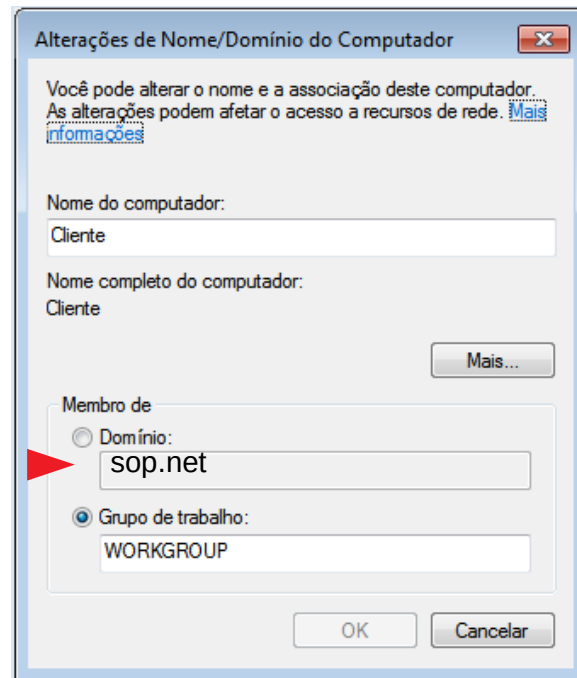 Alterações de Nome/Domínio do Computador
Você pode alterar o nome e a associação deste computador.
As alterações podem afetar o acesso a recursos de rede. Mais
informações
Nome do computador:
Cliente
Nome completo do computador:
Cliente
Mais...
Membro de
Domínio:
sop.net
Grupo de trabalho:
WORKGROUP
OK
Cancelar